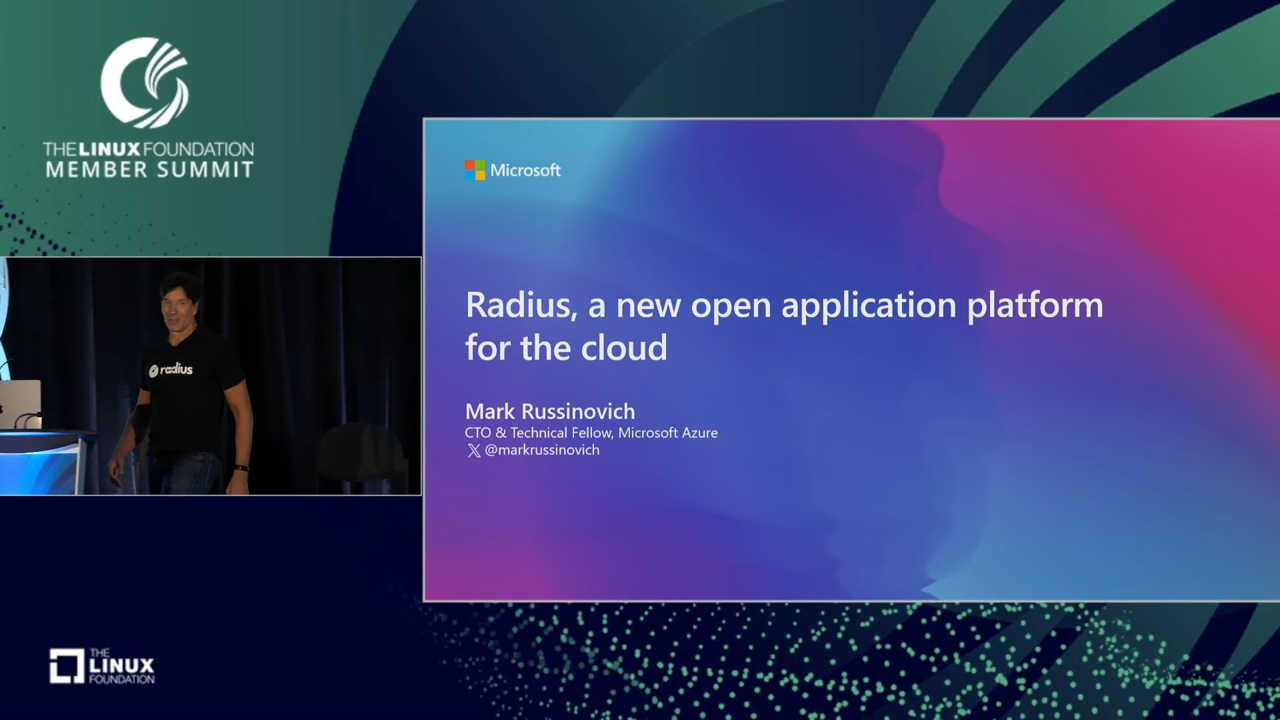 THE LINUX FOUNDATION
MEMBER SUMMIT
Microsoft
Radius, a new open application platform
for the cloud
Mark Russinovich
CTO & Technical Fellow, Microsoft Azure
X @markrussinovich
radius
THE
LINUX
FOUNDATION